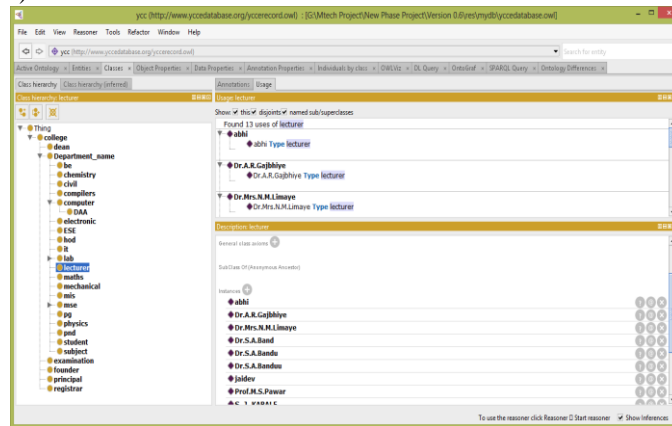 ycc (http://www.yccedatabase.org/yccerecord.owl) : [G:\Mtech Project\New Phase Project\Version 0.6\yes\mydb\yccedatabase.owl]
File Edit View Reasoner Tools Refactor Window Help
ycc (http://www.yccedatabase.org/yccerecord.owl)
Search for entity
Active Ontology × Entities × Classes × Object Properties × Data Properties × Annotation Properties × Individuals by class × OWLViz × DL Query × OntoGraf × SPARQL Query × Ontology Differences ×
Class hierarchy Class hierarchy (inferred)
Annotations Usage
Class hierarchy: lecturer
Usage: lecturer
Show: this disjoints named sub/superclasses
Found 13 uses of lecturer
abhi
abhi Type lecturer
Dr.A.R.Gajbhiye
Dr.A.R.Gajbhiye Type lecturer
Dr.Mrs.N.M.Limaye
Dr.Mrs.N.M.Limaye Type lecturer
Thing
college
dean
Department_name
be
chemistry
civil
compilers
computer
DAA
electronic
ESE
hod
it
lab
lecturer
maths
mechanical
mis
mse
pg
physics
pnd
student
subject
examination
founder
principal
registrar
Description: lecturer
General class axioms
SubClass Of (Anonymous Ancestor)
Instances
abhi
Dr.A.R.Gajbhiye
Dr.Mrs.N.M.Limaye
Dr.S.A.Band
Dr.S.A.Bandu
Dr.S.A.Banduu
jaidev
Prof.M.S.Pawar
To use the reasoner click Reasoner Start reasoner Show Inferences